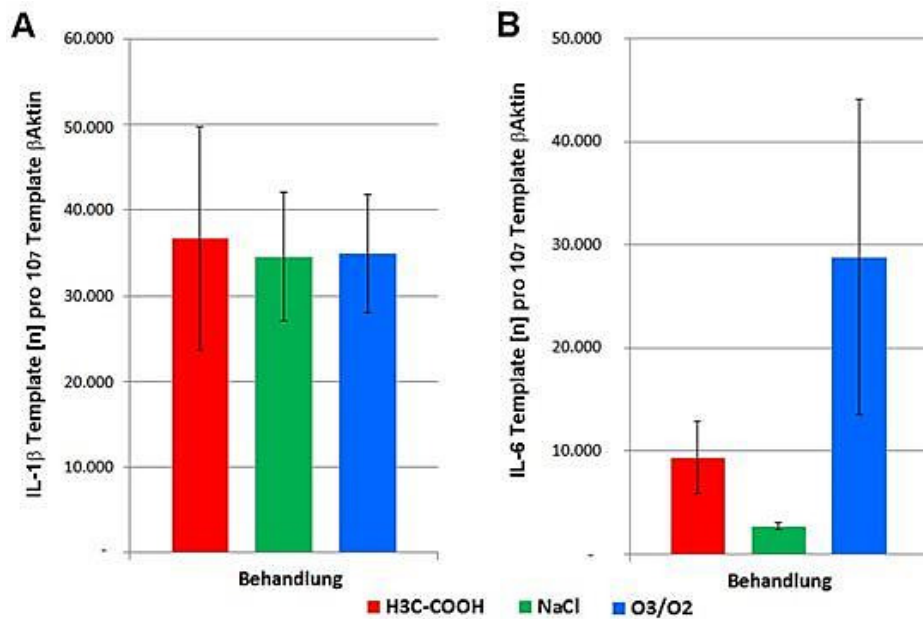 A
IL-1β Template [n] pro 107 Template βAktin
60.000
50.000
40.000
30.000
20.000
10.000
-
Behandlung
B
IL-6 Template [n] pro 107 Template βAktin
50.000
40.000
30.000
20.000
10.000
-
Behandlung
H3C-COOH NaCl O3/O2